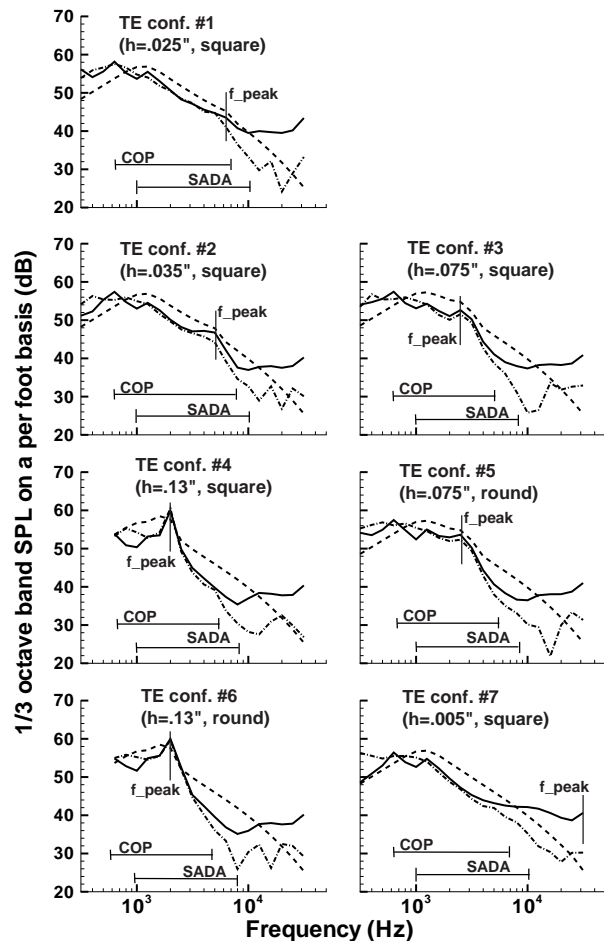 TE conf. #1
(h=.025", square)
f_peak
COP
SADA
70
60
50
40
30
20
TE conf. #2
(h=.035", square)
f_peak
COP
SADA
70
60
50
40
30
20
TE conf. #3
(h=.075", square)
f_peak
COP
SADA
TE conf. #4
(h=.13", square)
f_peak
COP
SADA
70
60
50
40
30
20
TE conf. #5
(h=.075", round)
f_peak
COP
SADA
TE conf. #6
(h=.13", round)
f_peak
COP
SADA
70
60
50
40
30
20
10³
10⁴
TE conf. #7
(h=.005", square)
f_peak
COP
SADA
10³
10⁴
1/3 octave band SPL on a per foot basis (dB)
Frequency (Hz)